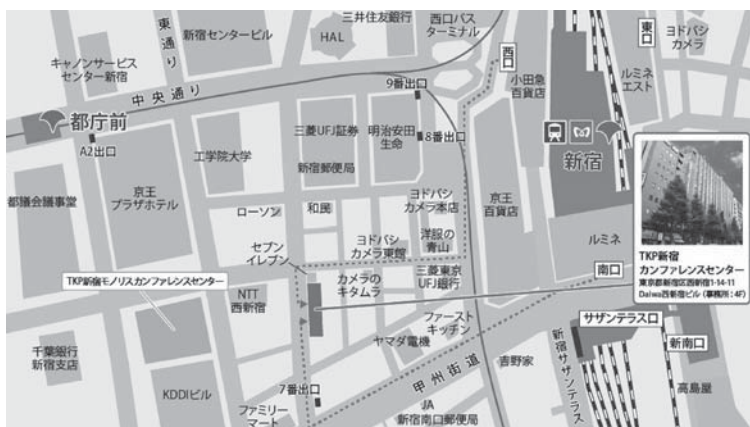 東通り
新宿センタービル
HAL
三井住友銀行
西口バス
ターミナル
西口
東口
ヨドバシ
カメラ
キャノンサービス
センター新宿
中央通り
小田急
百貨店
ルミネ
エスト
都庁前
A2出口
9番出口
8番出口
三菱UFJ証券
明治安田
生命
新宿
工学院大学
新宿郵便局
都議会議事堂
京王
プラザホテル
ローソン
和民
ヨドバシ
カメラ本店
京王
百貨店
洋服の
青山
ヨドバシ
カメラ東館
セブン
イレブン
ルミネ
TKP新宿
カンファレンスセンター
東京都新宿区西新宿1-14-11
Daiwa西新宿ビル（事務所：4F）
TKP新宿モノリスカンファレンスセンター
NTT
西新宿
カメラの
キタムラ
三菱東京
UFJ銀行
南口
ファースト
キッチン
サザンテラス口
ヤマダ電機
新南口
千葉銀行
新宿支店
KDDIビル
7番出口
甲州街道
吉野家
新宿サザンテラス
高島屋
ファミリー
マート
JA
新宿南口郵便局